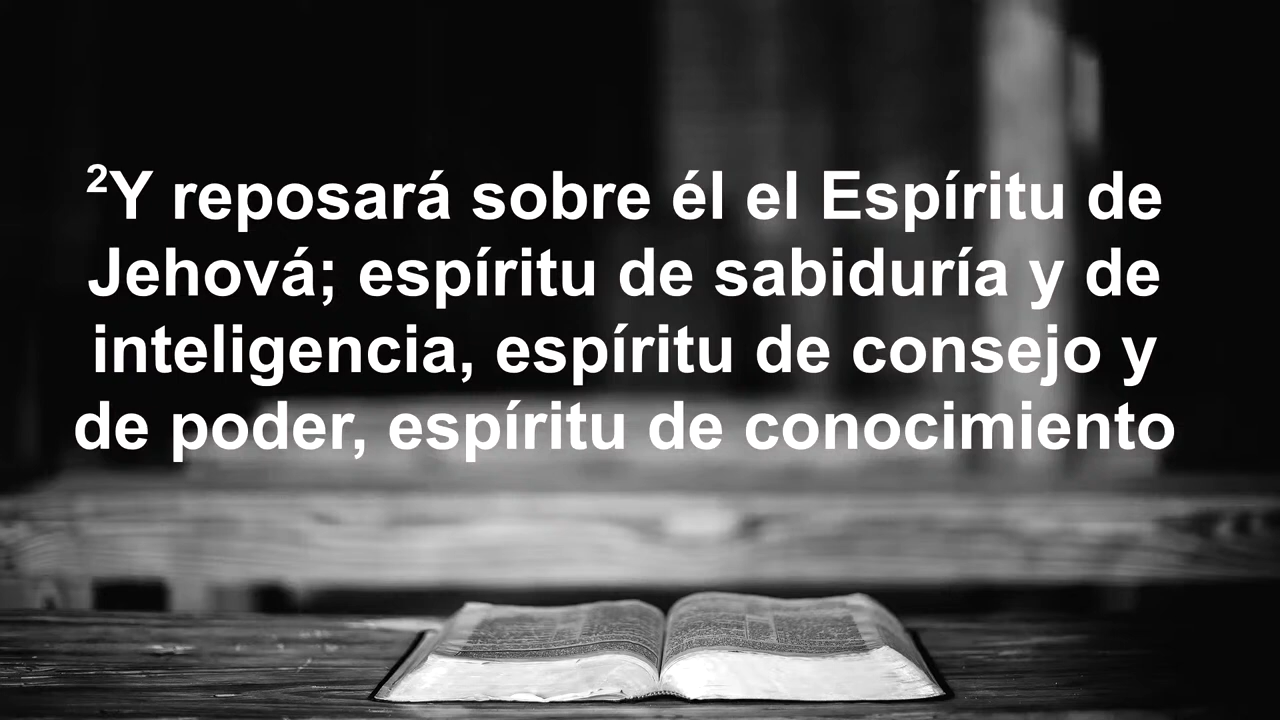 ²Y reposará sobre él el Espíritu de
Jehová; espíritu de sabiduría y de
inteligencia, espíritu de consejo y
de poder, espíritu de conocimiento